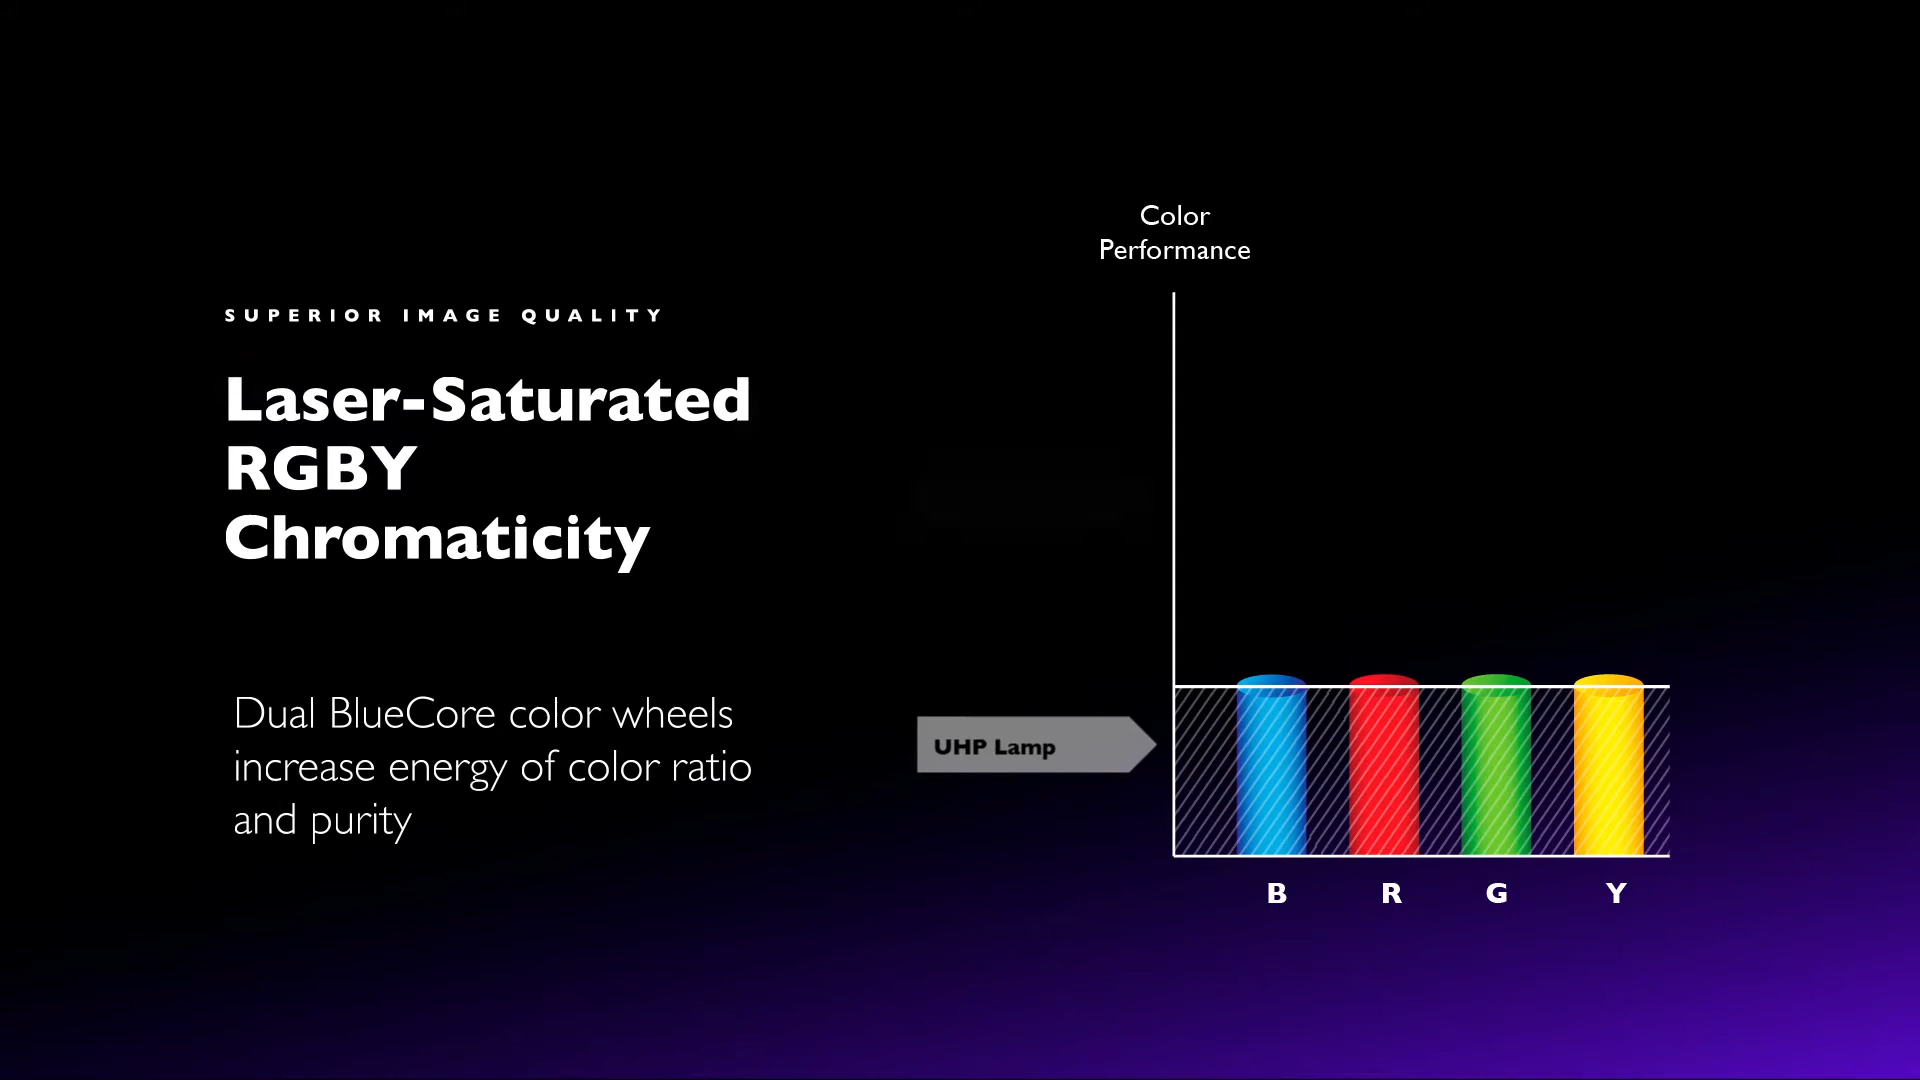 SUPERIOR IMAGE QUALITY
Laser-Saturated
RGBY
Chromaticity
Dual BlueCore color wheels
increase energy of color ratio
and purity
Color
Performance
UHP Lamp
B R G Y